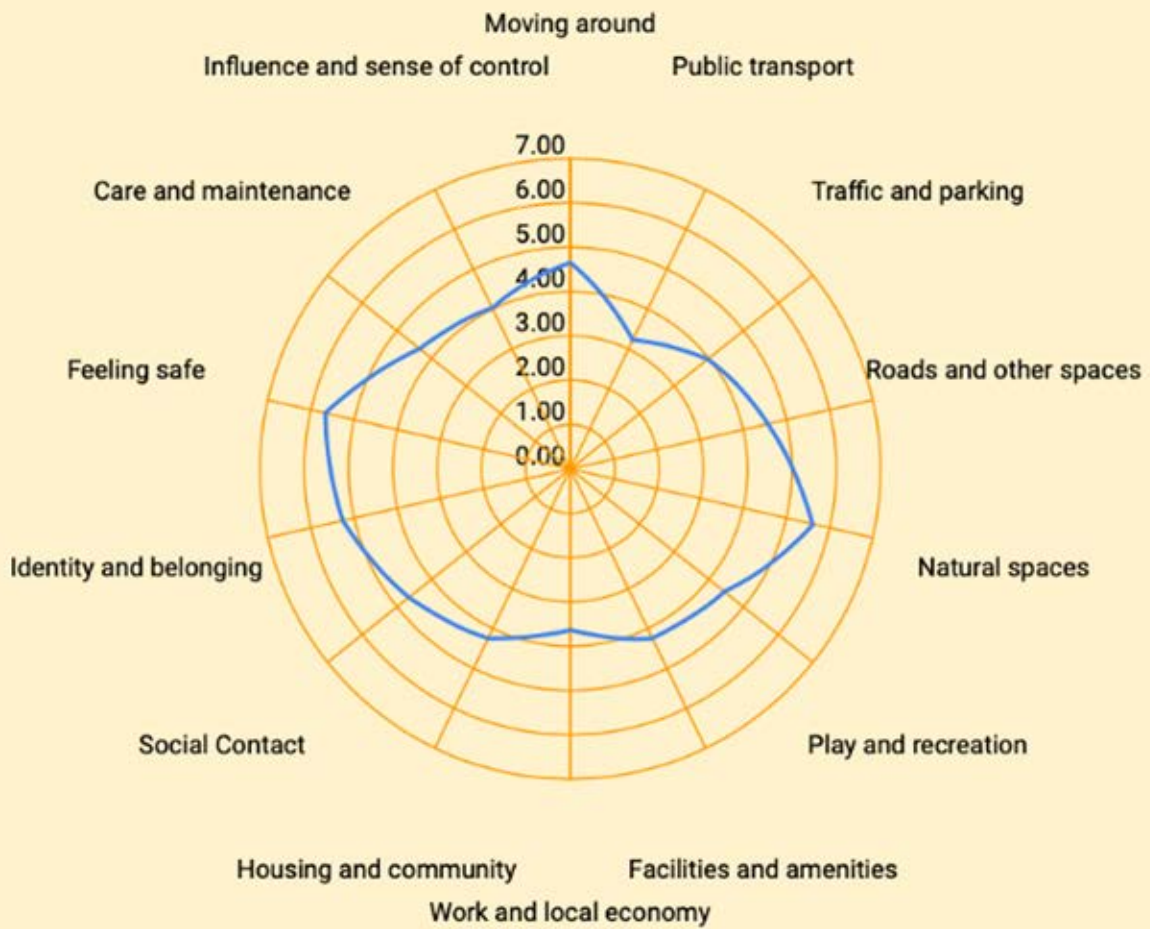 Moving around
Influence and sense of control
Public transport
7.00
Care and maintenance
6.00
Traffic and parking
5.00
4.00
3.00
Feeling safe
2.00
Roads and other spaces
1.00
0.00
Identity and belonging
Natural spaces
Social Contact
Play and recreation
Housing and community
Facilities and amenities
Work and local economy